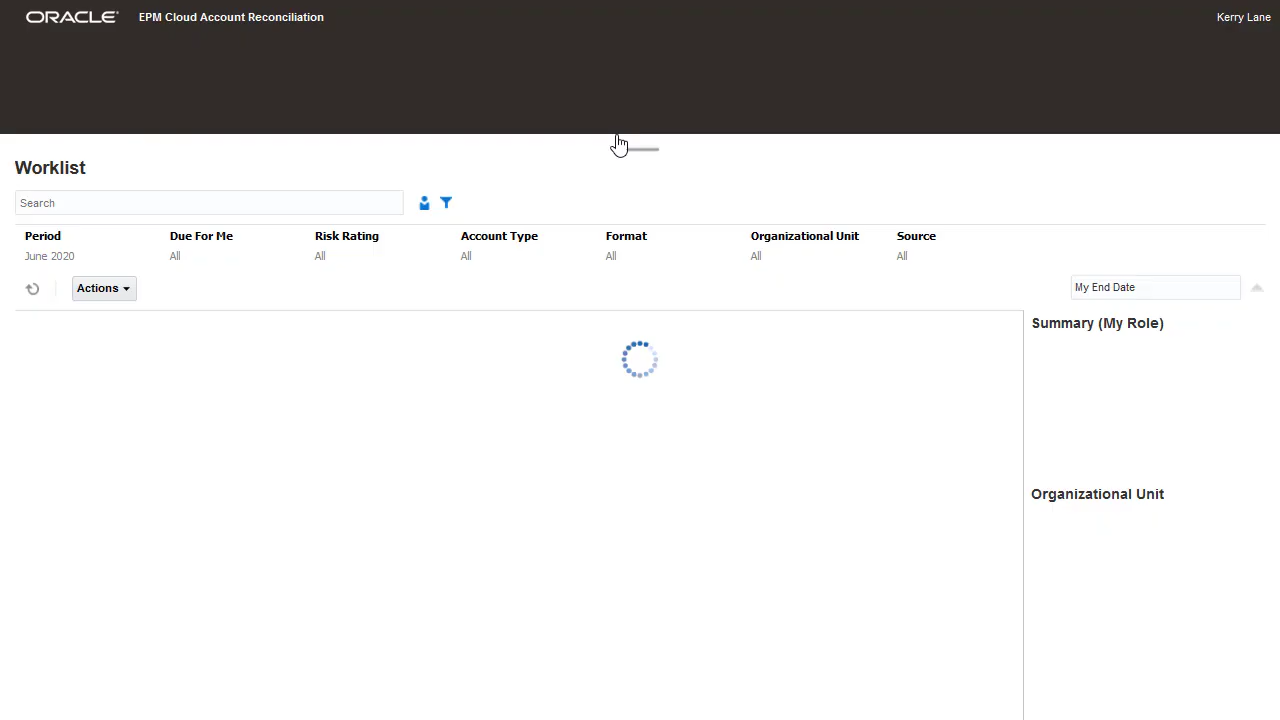 ORACLE EPM Cloud Account Reconciliation Kerry Lane
Worklist
Search
Period Due For Me Risk Rating Account Type Format Organizational Unit Source
June 2020 All All All All All All
Actions My End Date
Summary (My Role)
Organizational Unit